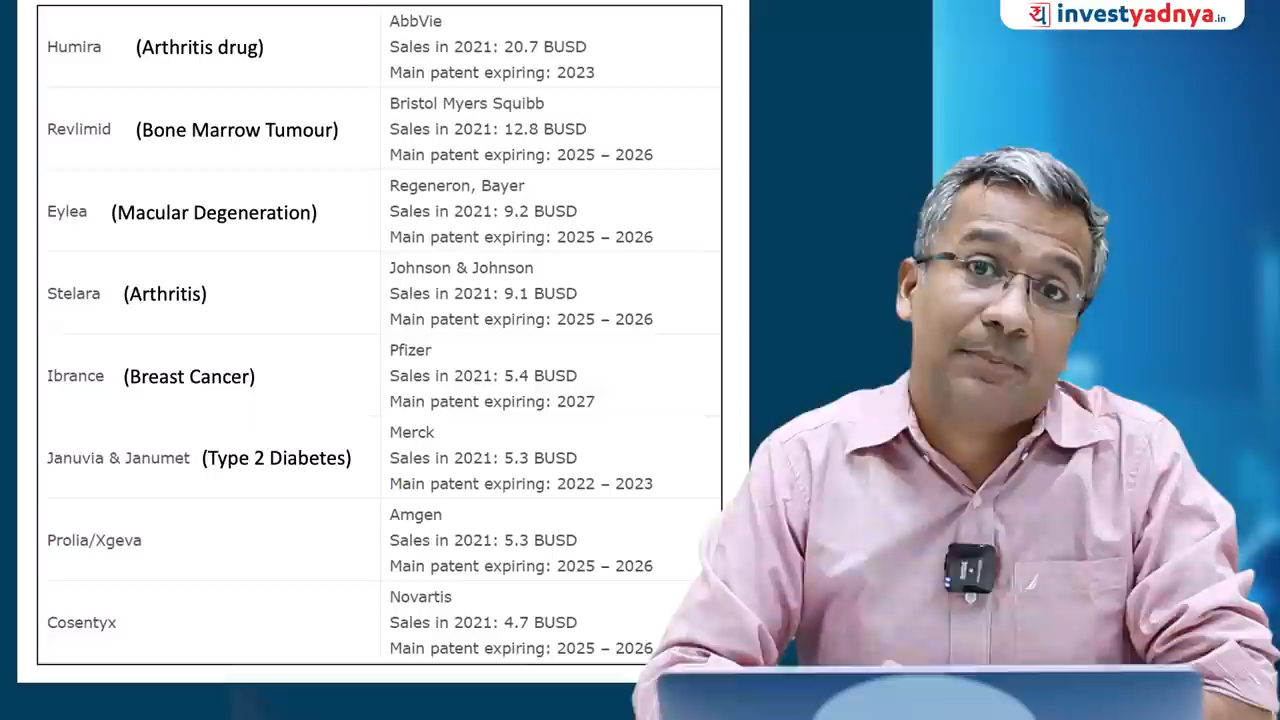 यू investyadnya.in
AbbVie
Humira (Arthritis drug)
Sales in 2021: 20.7 BUSD
Main patent expiring: 2023
Bristol Myers Squibb
Revlimid (Bone Marrow Tumour)
Sales in 2021: 12.8 BUSD
Main patent expiring: 2025 – 2026
Regeneron, Bayer
Eylea (Macular Degeneration)
Sales in 2021: 9.2 BUSD
Main patent expiring: 2025 – 2026
Johnson & Johnson
Stelara (Arthritis)
Sales in 2021: 9.1 BUSD
Main patent expiring: 2025 – 2026
Pfizer
Ibrance (Breast Cancer)
Sales in 2021: 5.4 BUSD
Main patent expiring: 2027
Merck
Januvia & Janumet (Type 2 Diabetes)
Sales in 2021: 5.3 BUSD
Main patent expiring: 2022 – 2023
Amgen
Prolia/Xgeva
Sales in 2021: 5.3 BUSD
Main patent expiring: 2025 – 2026
Novartis
Cosentyx
Sales in 2021: 4.7 BUSD
Main patent expiring: 2025 – 2026